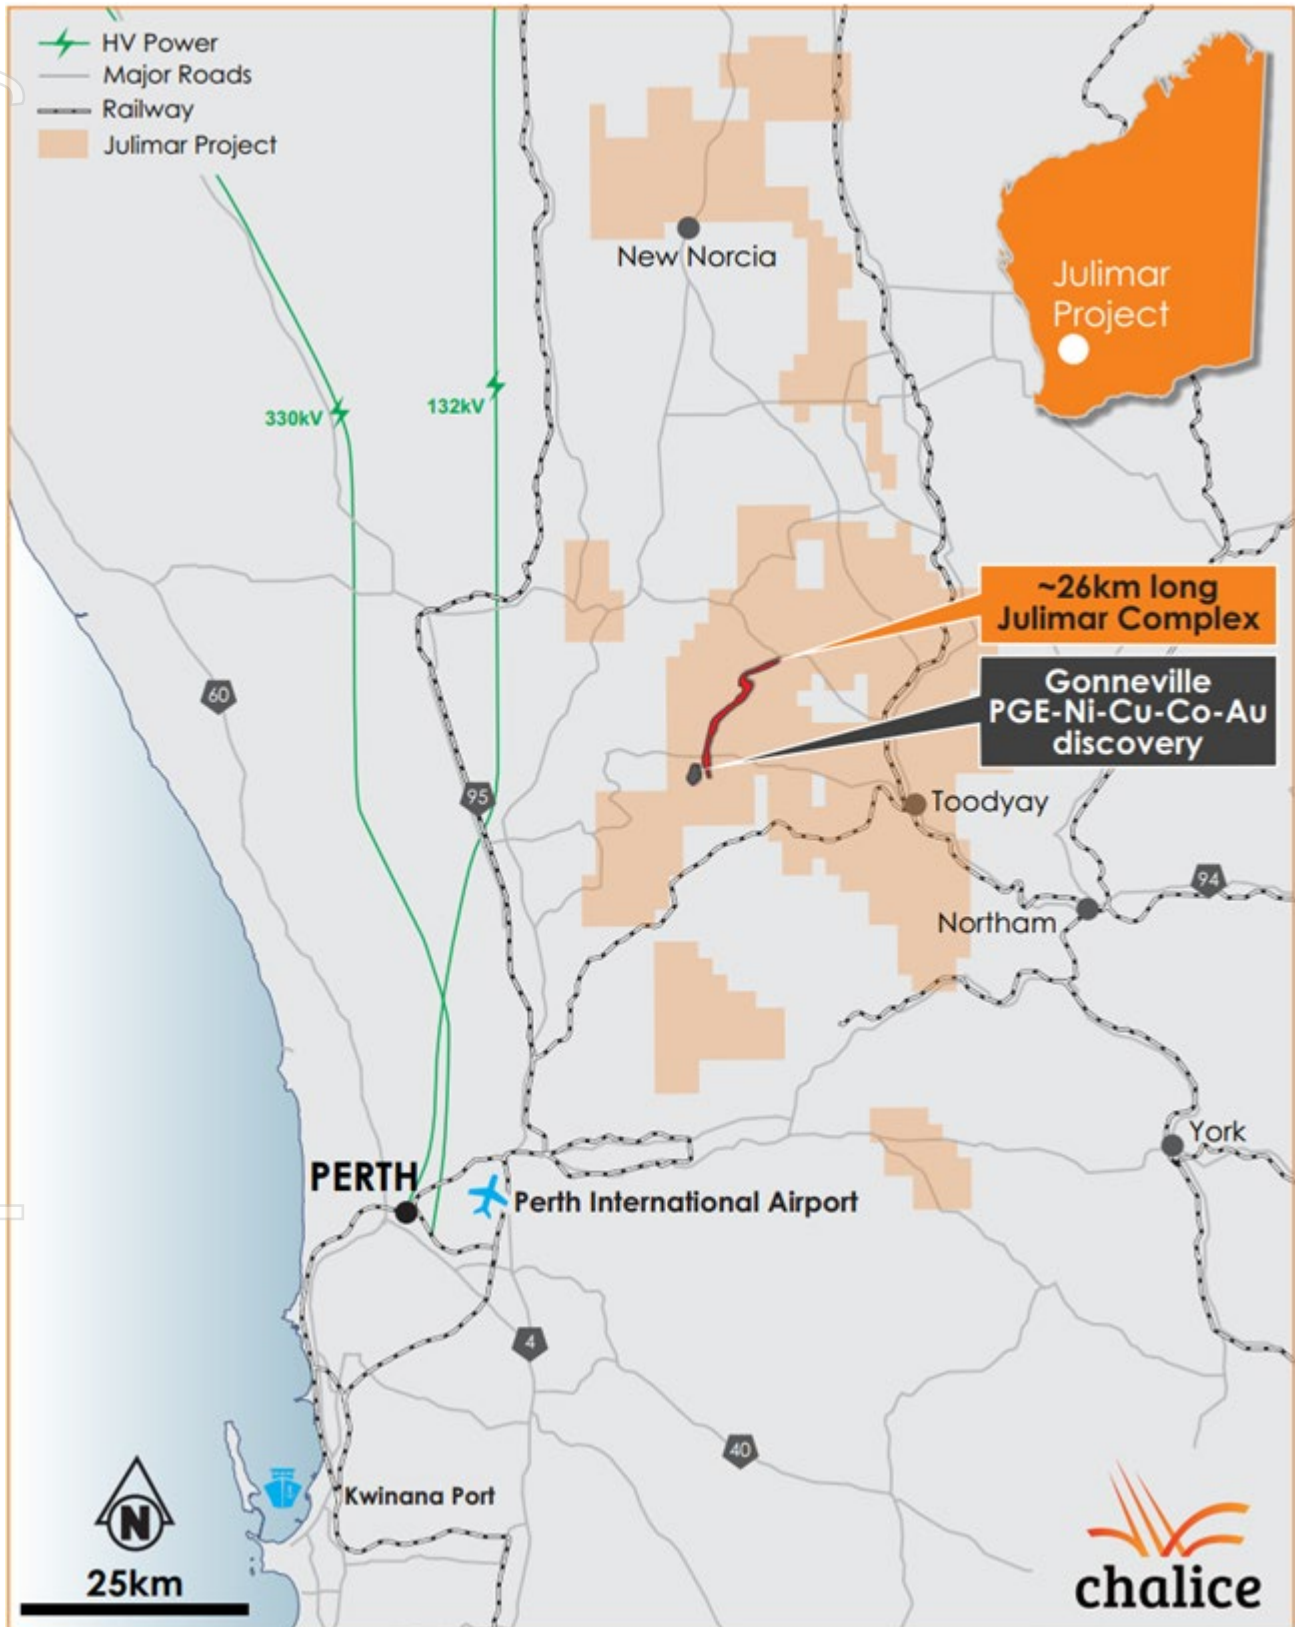 HV Power
Major Roads
Railway
Julimar Project
Julimar
Project
New Norcia
330kV
132kV
~26km long
Julimar Complex
Gonneville
PGE-Ni-Cu-Co-Au
discovery
60
95
Toodyay
94
Northam
York
PERTH
Perth International Airport
4
40
Kwinana Port
N
25km
chalice